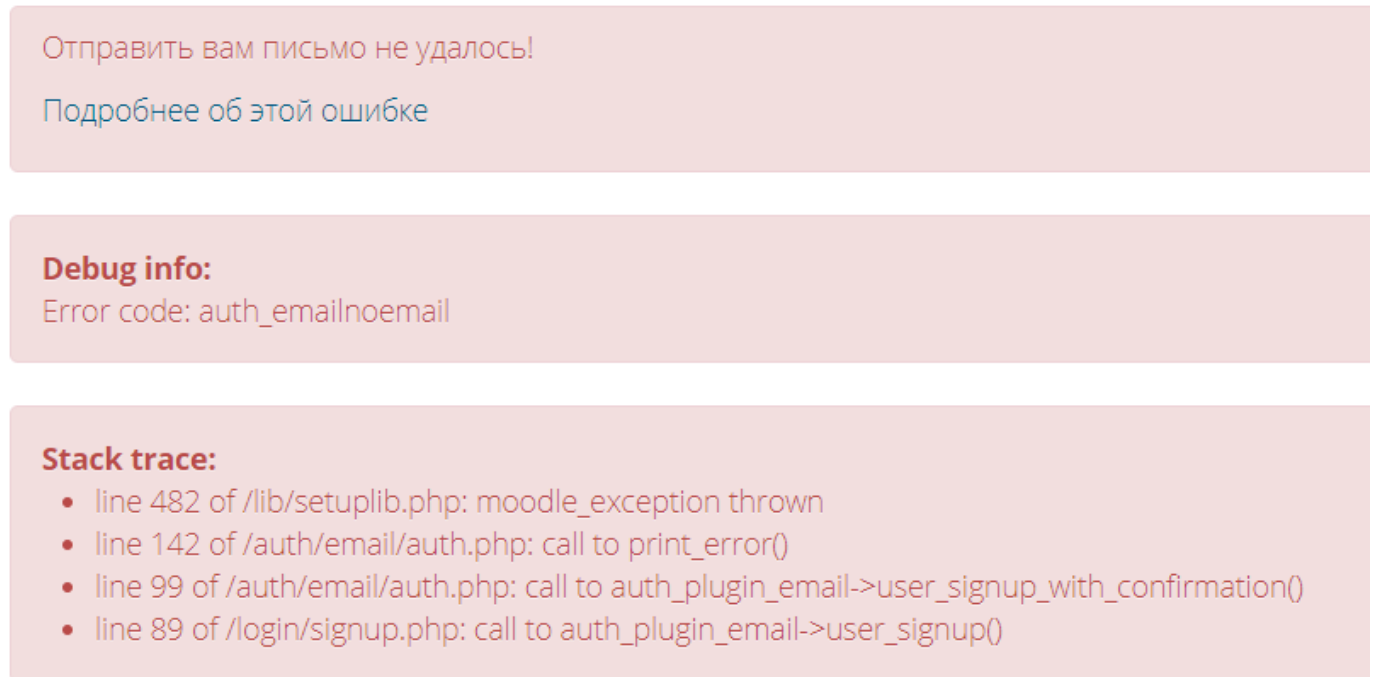 Отправить вам письмо не удалось!
Подробнее об этой ошибке
Debug info:
Error code: auth_emailnoemail
Stack trace:
• line 482 of /lib/setuplib.php: moodle_exception thrown
• line 142 of /auth/email/auth.php: call to print_error()
• line 99 of /auth/email/auth.php: call to auth_plugin_email->user_signup_with_confirmation()
• line 89 of /login/signup.php: call to auth_plugin_email->user_signup()